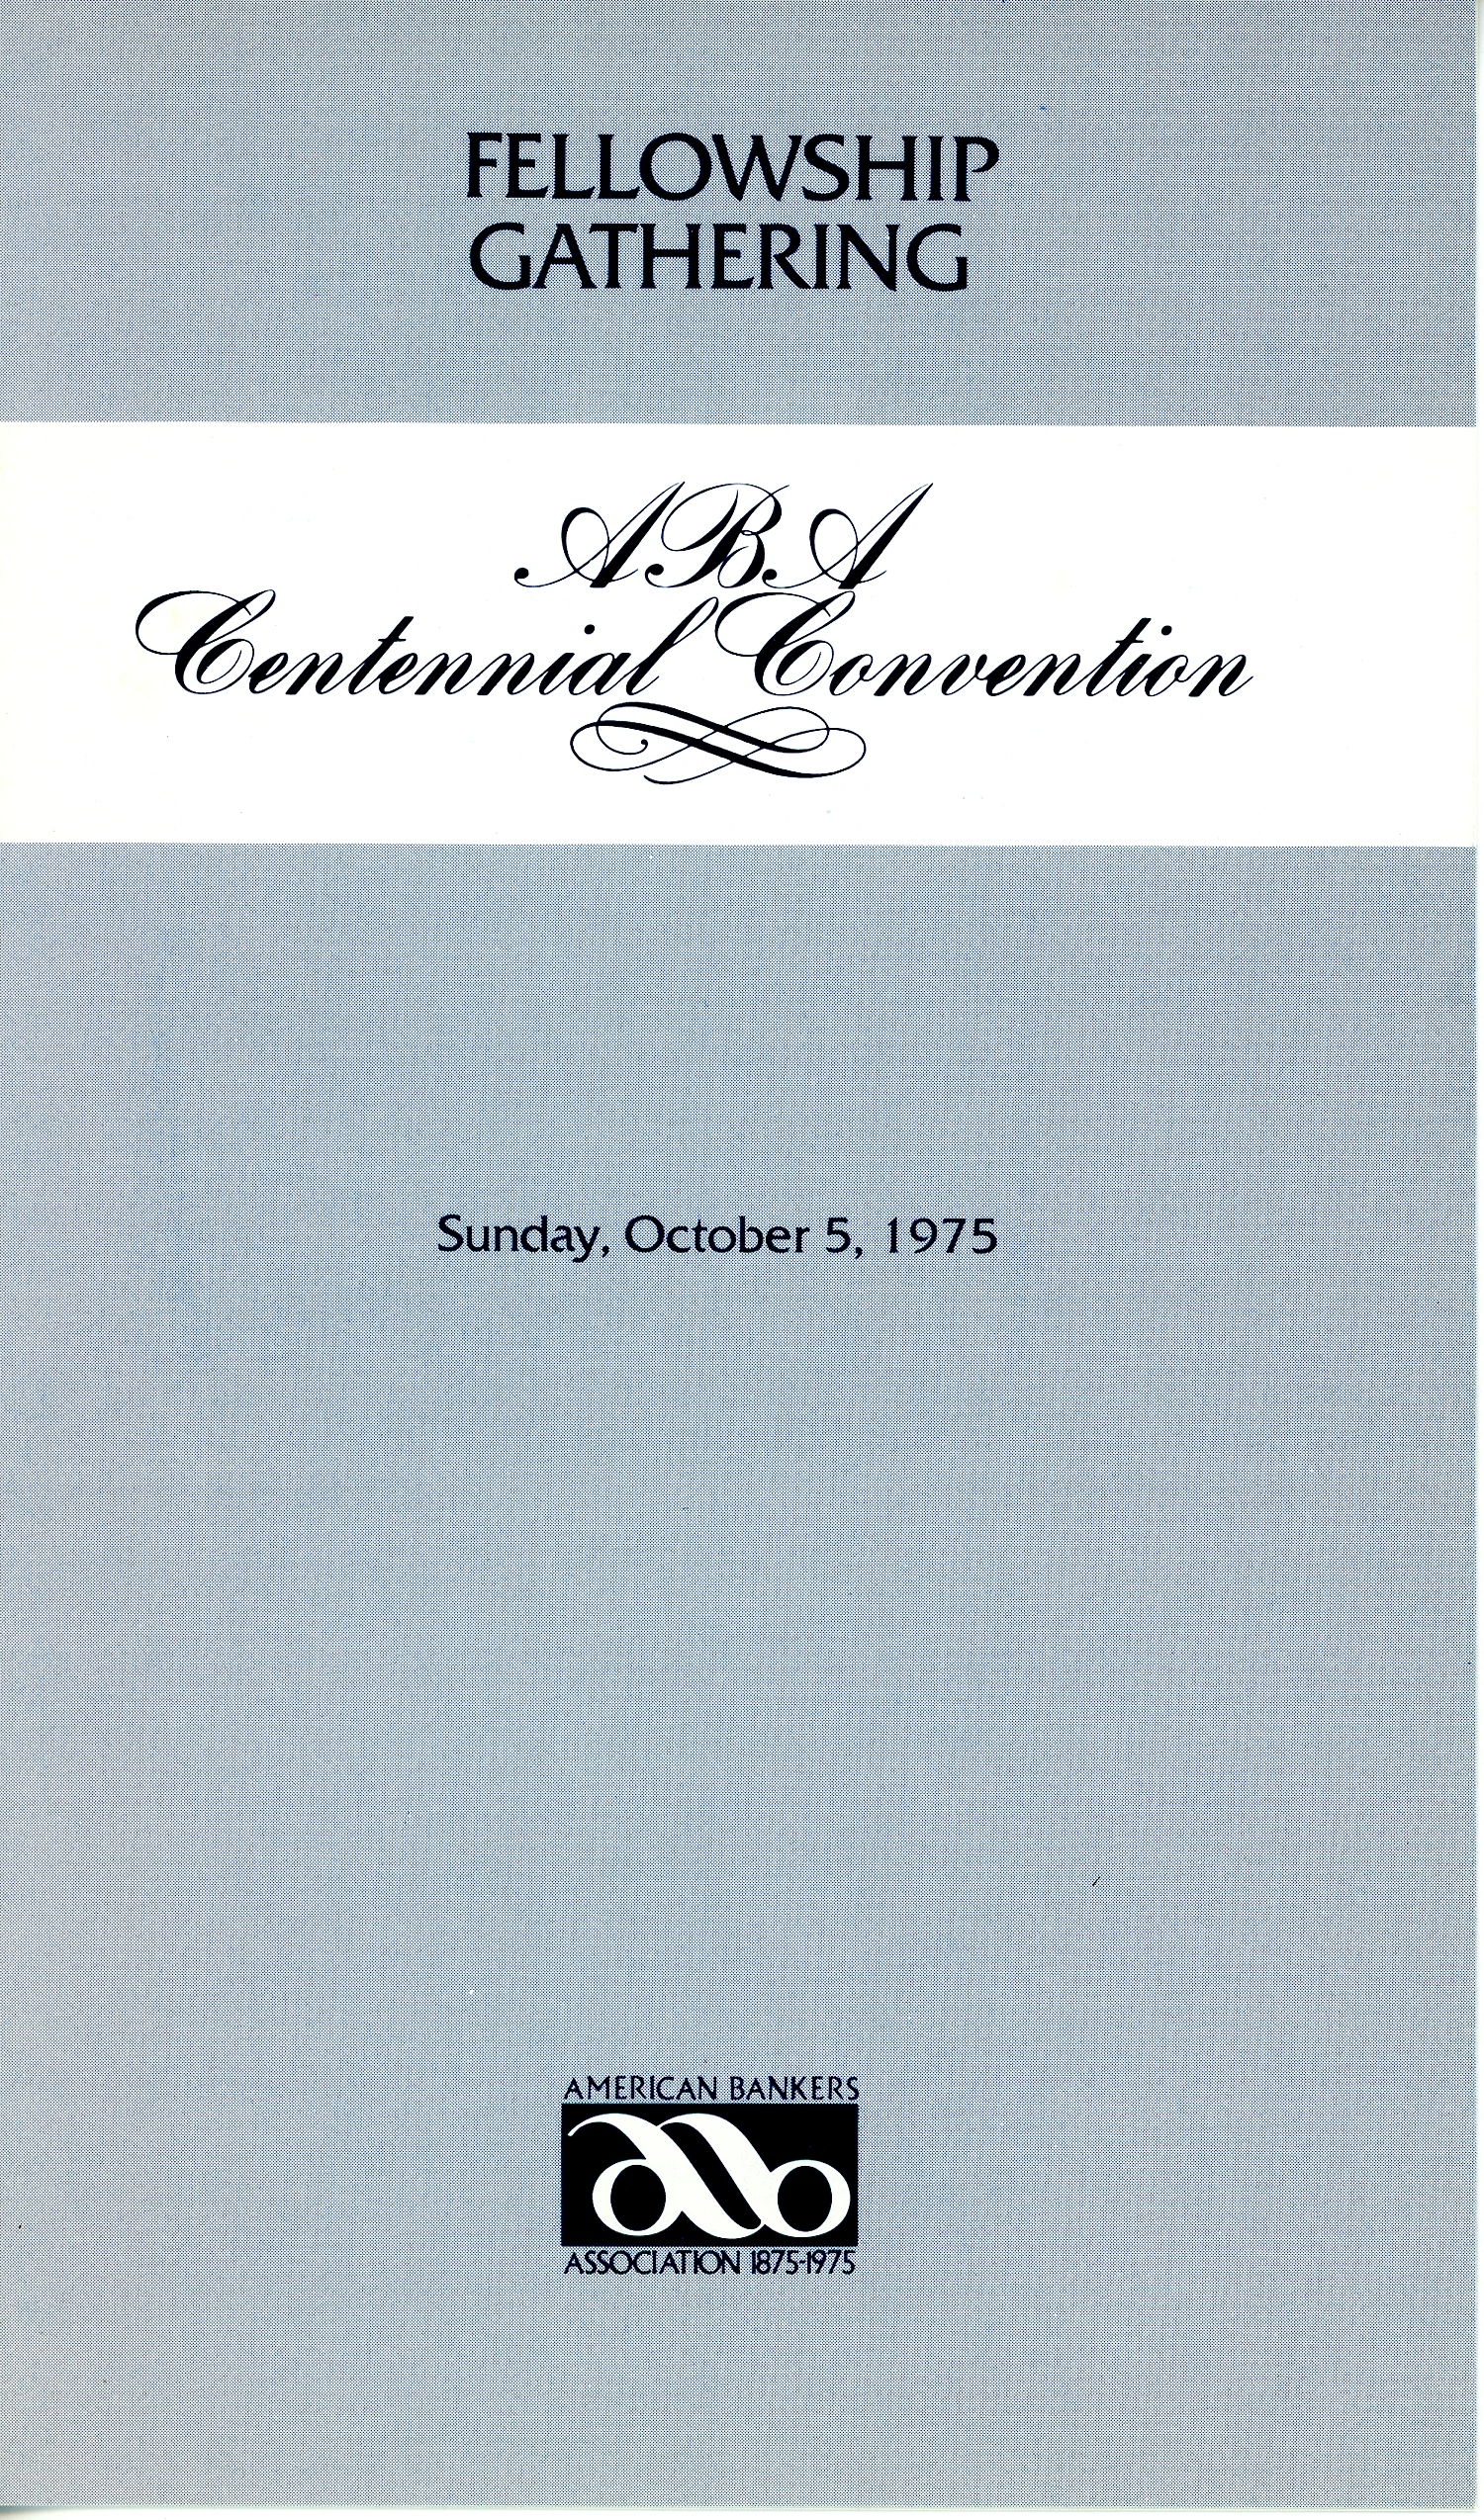 FELLOWSHIP
GATHERING
ABA
Centennial Convention
Sunday, October 5, 1975
AMERICAN BANKERS
ASSOCIATION 1875-1975